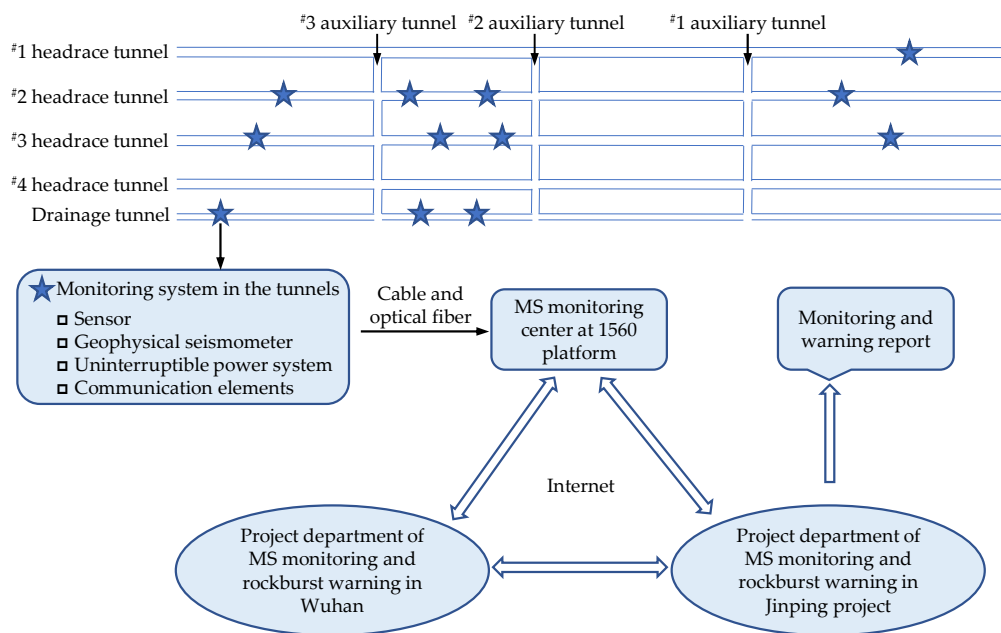 #3 auxiliary tunnel
#2 auxiliary tunnel
#1 auxiliary tunnel
#1 headrace tunnel
#2 headrace tunnel
#3 headrace tunnel
#4 headrace tunnel
Drainage tunnel
Monitoring system in the tunnels
Sensor
Geophysical seismometer
Uninterruptible power system
Communication elements
Cable and
optical fiber
MS monitoring
center at 1560
platform
Monitoring and
warning report
Internet
Project department of
MS monitoring and
rockburst warning in
Wuhan
Project department of
MS monitoring and
rockburst warning in
Jinping project